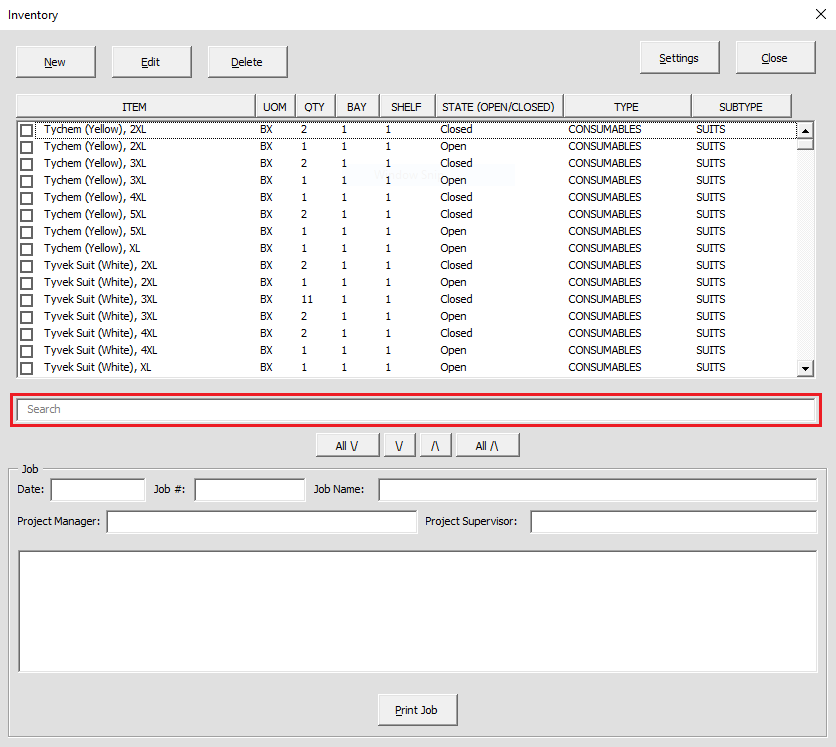 Inventory
New Edit Delete Settings Close
ITEM UOM QTY BAY SHELF STATE (OPEN/CLOSED) TYPE SUBTYPE
Tychem (Yellow), 2XL BX 2 1 1 Closed CONSUMABLES SUITS
Tychem (Yellow), 2XL BX 1 1 1 Open CONSUMABLES SUITS
Tychem (Yellow), 3XL BX 2 1 1 Closed CONSUMABLES SUITS
Tychem (Yellow), 3XL BX 1 1 1 Open CONSUMABLES SUITS
Tychem (Yellow), 4XL BX 1 1 1 Closed CONSUMABLES SUITS
Tychem (Yellow), 5XL BX 2 1 1 Closed CONSUMABLES SUITS
Tychem (Yellow), 5XL BX 1 1 1 Open CONSUMABLES SUITS
Tychem (Yellow), XL BX 1 1 1 Open CONSUMABLES SUITS
Tyvek Suit (White), 2XL BX 2 1 1 Closed CONSUMABLES SUITS
Tyvek Suit (White), 2XL BX 1 1 1 Open CONSUMABLES SUITS
Tyvek Suit (White), 3XL BX 11 1 1 Closed CONSUMABLES SUITS
Tyvek Suit (White), 3XL BX 2 1 1 Open CONSUMABLES SUITS
Tyvek Suit (White), 4XL BX 2 1 1 Closed CONSUMABLES SUITS
Tyvek Suit (White), 4XL BX 1 1 1 Open CONSUMABLES SUITS
Tyvek Suit (White), XL BX 1 1 1 Open CONSUMABLES SUITS
Search
All \/ \/ /\ All /\
Job
Date: Job #: Job Name:
Project Manager: Project Supervisor:
Print Job